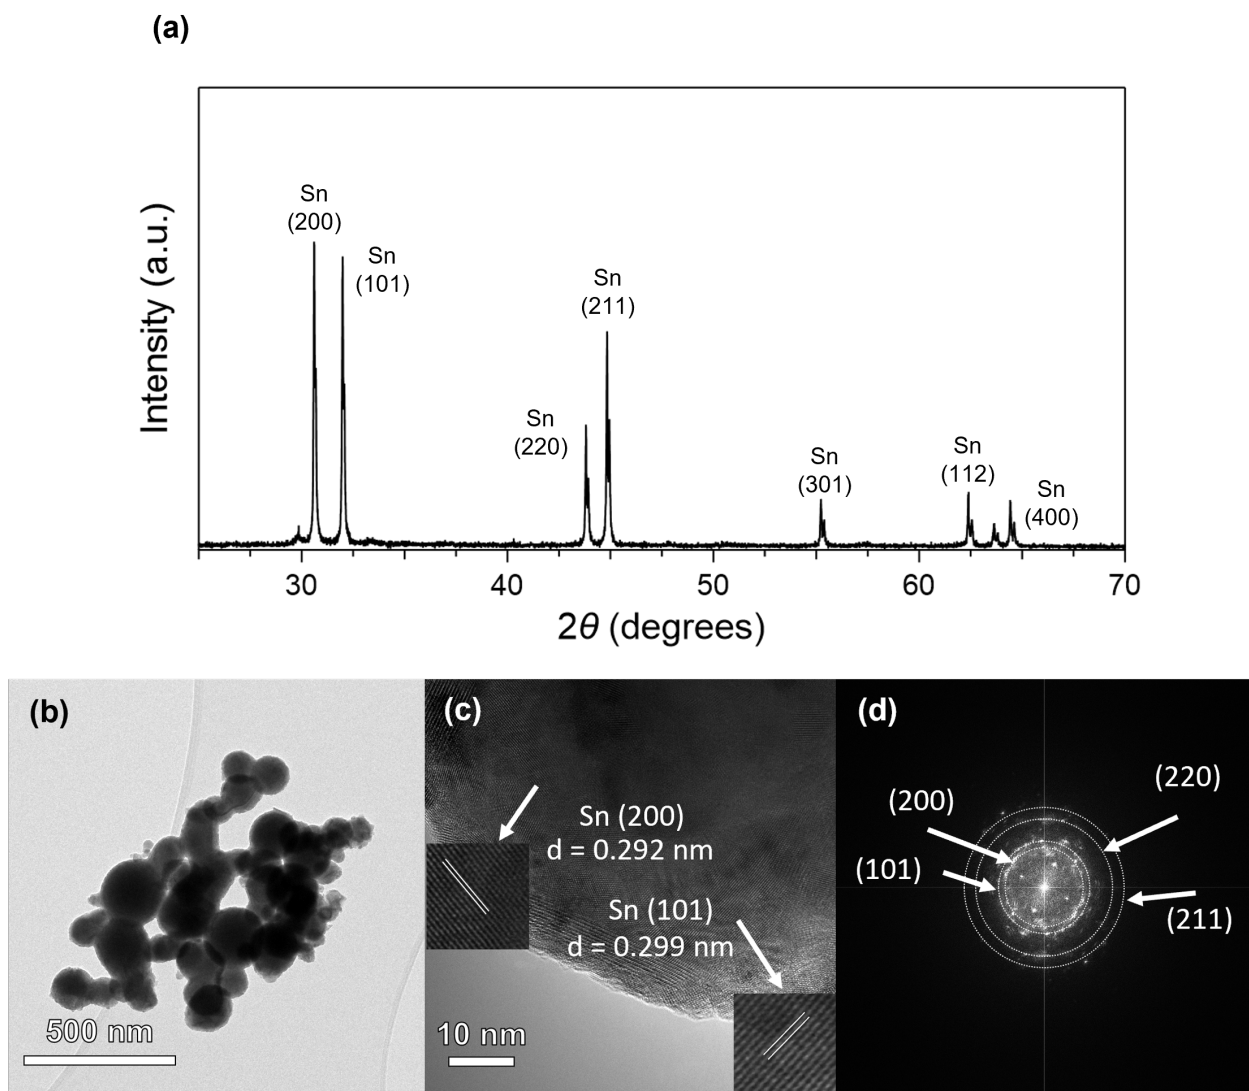 (a)
Sn
(200)
Sn
(101)
Sn
(211)
Sn
(220)
Sn
(301)
Sn
(112)
Sn
(400)
Intensity (a.u.)
30
40
50
60
70
2θ (degrees)
(b)
500 nm
(c)
Sn (200)
d = 0.292 nm
Sn (101)
d = 0.299 nm
10 nm
(d)
(220)
(200)
(101)
(211)